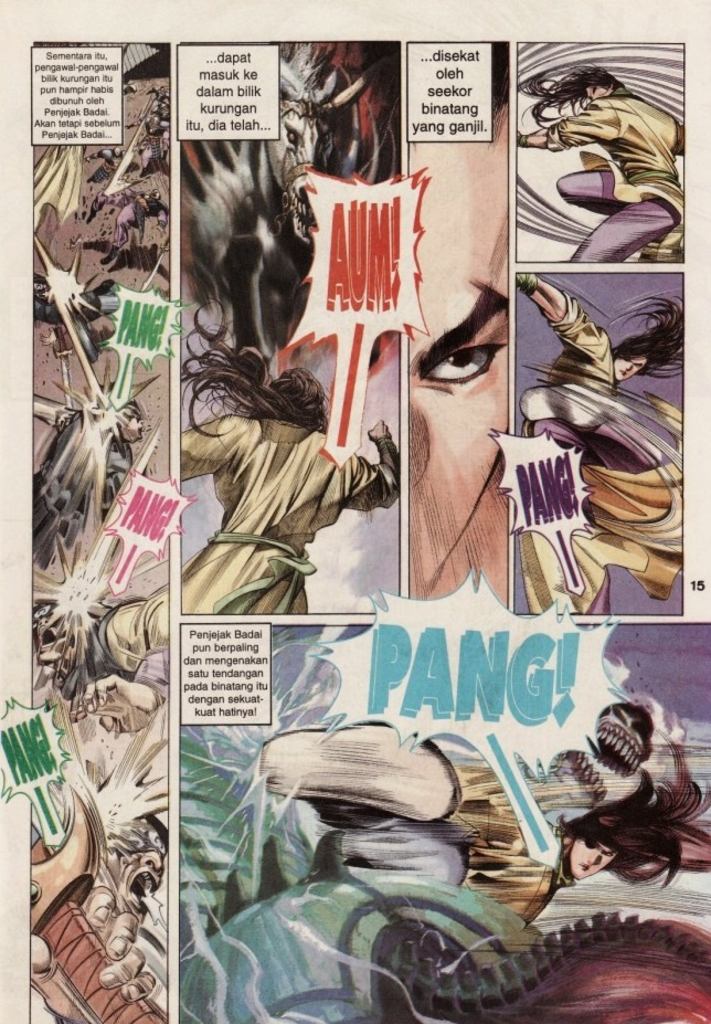 Sementara itu,
pengawal-pengawal
bilik kurungan itu
pun hampir habis
dibunuh oleh
Penjejak Badai.
Akan tetapi sebelum
Penjejak Badai...
PANG!
PANG!
PANG!
...dapat
masuk ke
dalam bilik
kurungan
itu, dia telah...
AUM!
...disekat
oleh
seekor
binatang
yang ganjil.
PANG!
15
Penjejak Badai
pun berpaling
dan mengenakan
satu tendangan
pada binatang itu
dengan sekuat-
kuat hatinya!
PANG!